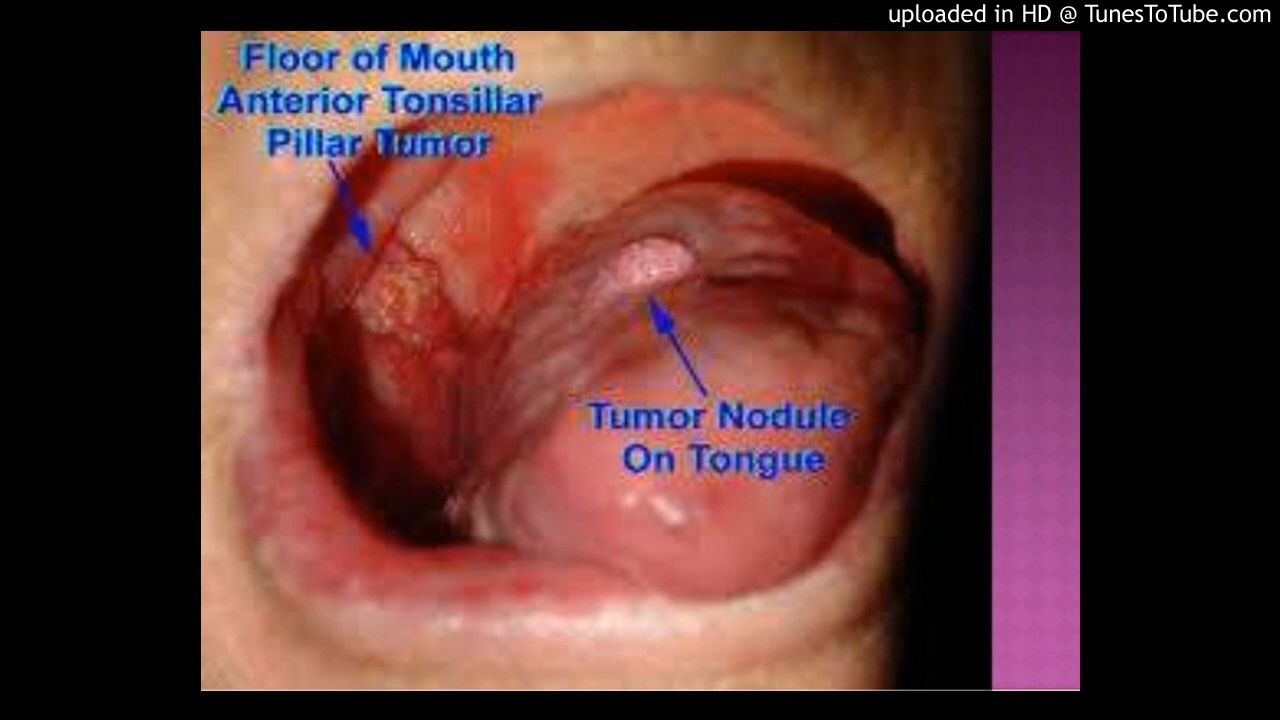 uploaded in HD @ TunesToTube.com
Floor of Mouth
Anterior Tonsillar
Pillar Tumor
Tumor Nodule
On Tongue